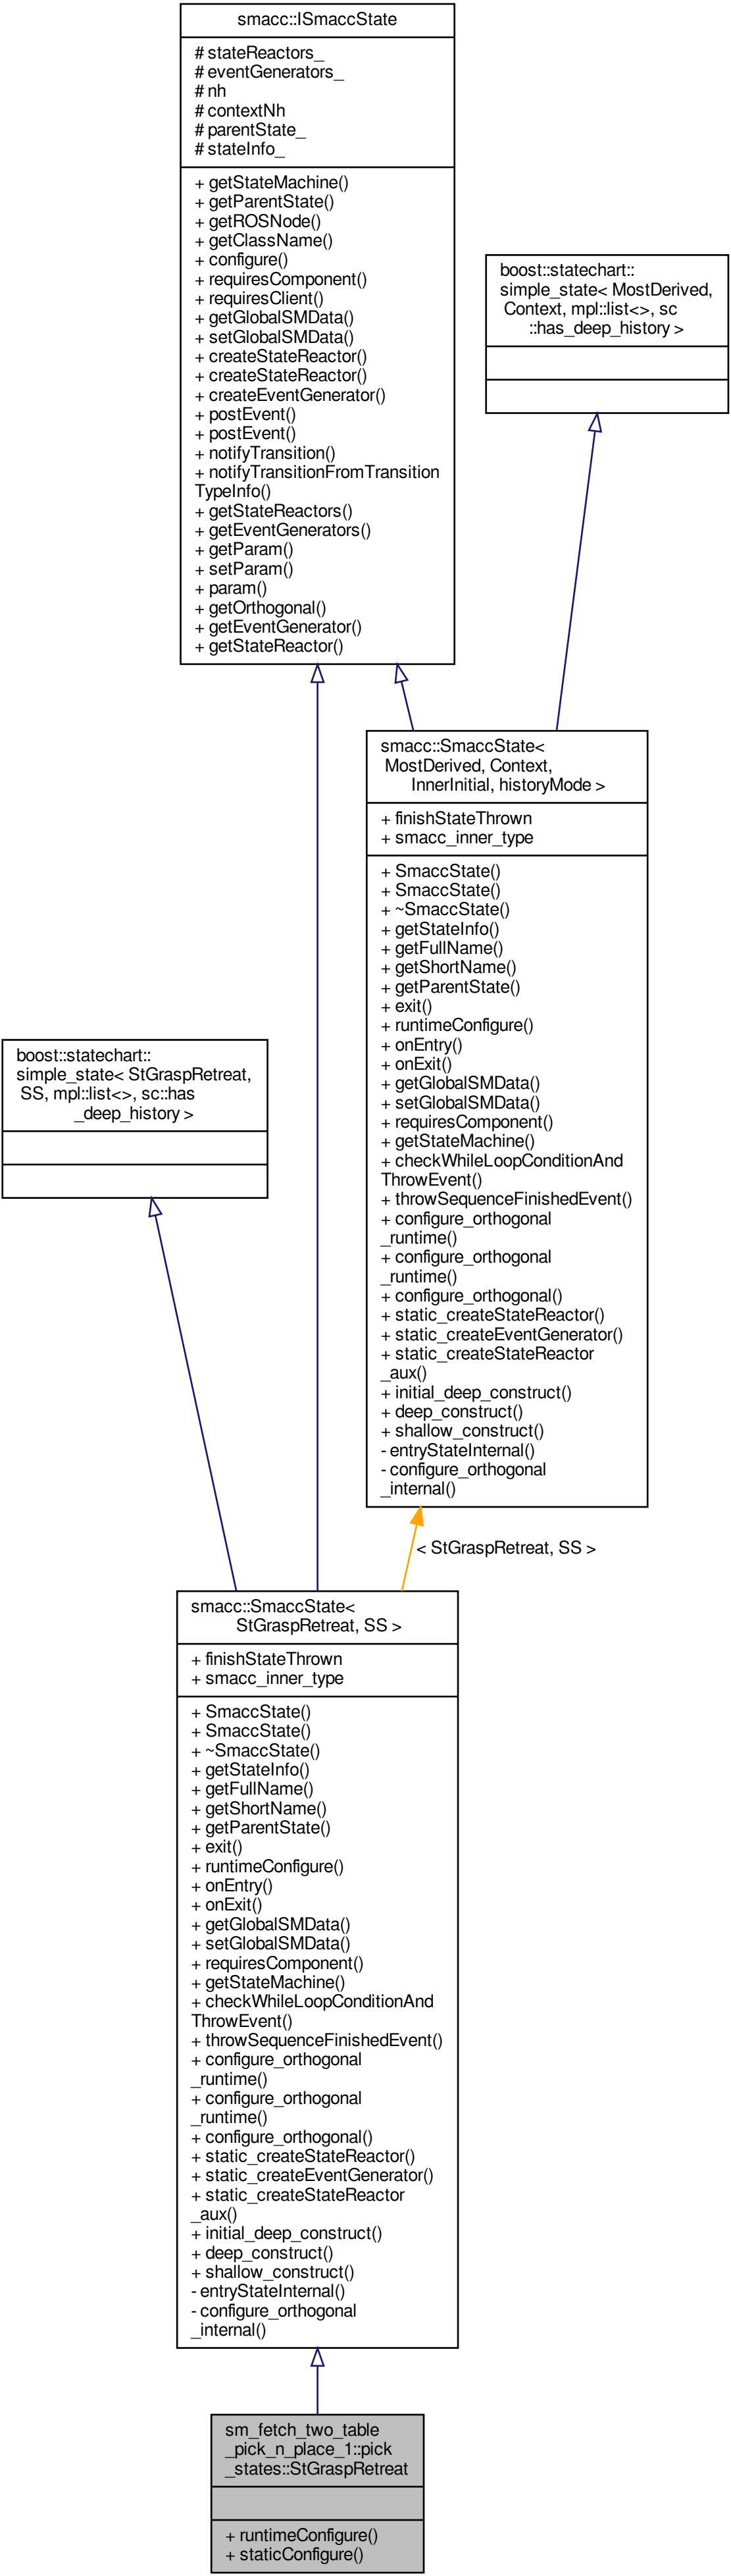 smacc::ISmaccState
# stateReactors_
# eventGenerators_
# nh
# contextNh
# parentState_
# stateInfo_
+ getStateMachine()
+ getParentState()
+ getROSNode()
+ getClassName()
+ configure()
+ requiresComponent()
+ requiresClient()
+ getGlobalSMData()
+ setGlobalSMData()
+ createStateReactor()
+ createStateReactor()
+ createEventGenerator()
+ postEvent()
+ postEvent()
+ notifyTransition()
+ notifyTransitionFromTransition
TypeInfo()
+ getStateReactors()
+ getEventGenerators()
+ getParam()
+ setParam()
+ param()
+ getOrthogonal()
+ getEventGenerator()
+ getStateReactor()
boost::statechart::
simple_state< MostDerived,
Context, mpl::list<>, sc
::has_deep_history >
smacc::SmaccState<
MostDerived, Context,
InnerInitial, historyMode >
+ finishStateThrown
+ smacc_inner_type
+ SmaccState()
+ SmaccState()
+ ~SmaccState()
+ getStateInfo()
+ getFullName()
+ getShortName()
+ getParentState()
+ exit()
+ runtimeConfigure()
+ onEntry()
+ onExit()
+ getGlobalSMData()
+ setGlobalSMData()
+ requiresComponent()
+ getStateMachine()
+ checkWhileLoopConditionAnd
ThrowEvent()
+ throwSequenceFinishedEvent()
+ configure_orthogonal
_runtime()
+ configure_orthogonal
_runtime()
+ configure_orthogonal()
+ static_createStateReactor()
+ static_createEventGenerator()
+ static_createStateReactor
_aux()
+ initial_deep_construct()
+ deep_construct()
+ shallow_construct()
- entryStateInternal()
- configure_orthogonal
_internal()
boost::statechart::
simple_state< StGraspRetreat,
SS, mpl::list<>, sc::has
_deep_history >
< StGraspRetreat, SS >
smacc::SmaccState<
StGraspRetreat, SS >
+ finishStateThrown
+ smacc_inner_type
+ SmaccState()
+ SmaccState()
+ ~SmaccState()
+ getStateInfo()
+ getFullName()
+ getShortName()
+ getParentState()
+ exit()
+ runtimeConfigure()
+ onEntry()
+ onExit()
+ getGlobalSMData()
+ setGlobalSMData()
+ requiresComponent()
+ getStateMachine()
+ checkWhileLoopConditionAnd
ThrowEvent()
+ throwSequenceFinishedEvent()
+ configure_orthogonal
_runtime()
+ configure_orthogonal
_runtime()
+ configure_orthogonal()
+ static_createStateReactor()
+ static_createEventGenerator()
+ static_createStateReactor
_aux()
+ initial_deep_construct()
+ deep_construct()
+ shallow_construct()
- entryStateInternal()
- configure_orthogonal
_internal()
sm_fetch_two_table
_pick_n_place_1::pick
_states::StGraspRetreat
+ runtimeConfigure()
+ staticConfigure()